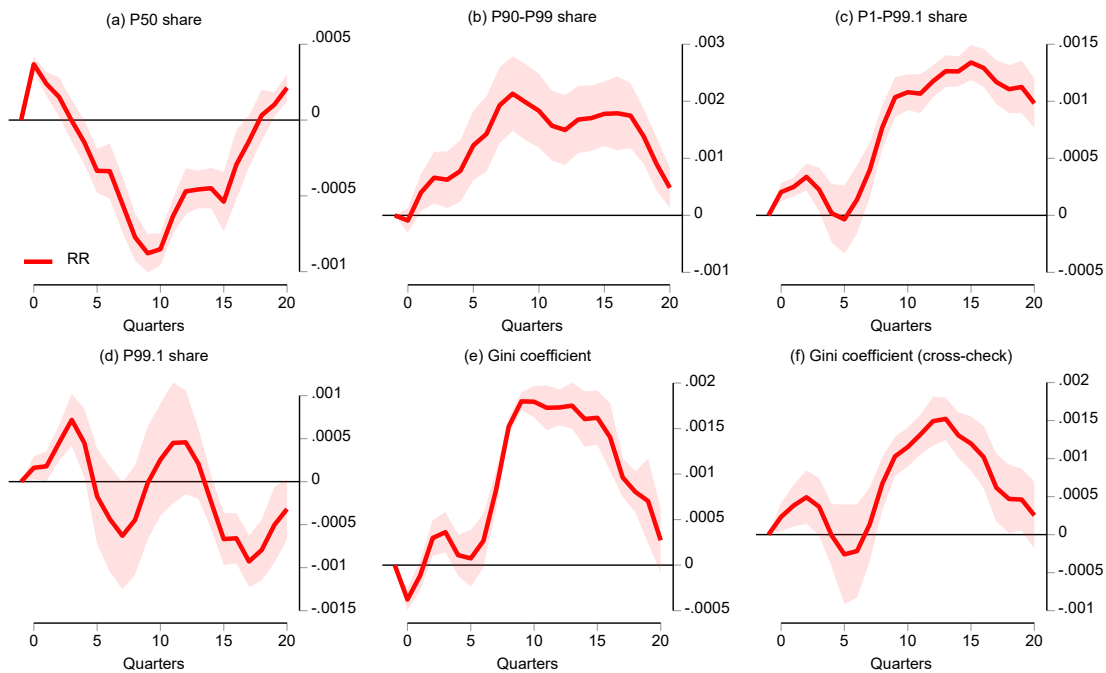 (a) P50 share
.0005
0
-.0005
-.001
RR
0 5 10 15 20
Quarters
(b) P90-P99 share
.003
.002
.001
0
-.001
0 5 10 15 20
Quarters
(c) P1-P99.1 share
.0015
.001
.0005
0
-.0005
0 5 10 15 20
Quarters
(d) P99.1 share
.001
.0005
0
-.0005
-.001
-.0015
0 5 10 15 20
Quarters
(e) Gini coefficient
.002
.0015
.001
.0005
0
-.0005
0 5 10 15 20
Quarters
(f) Gini coefficient (cross-check)
.002
.0015
.001
.0005
0
-.0005
-.001
0 5 10 15 20
Quarters